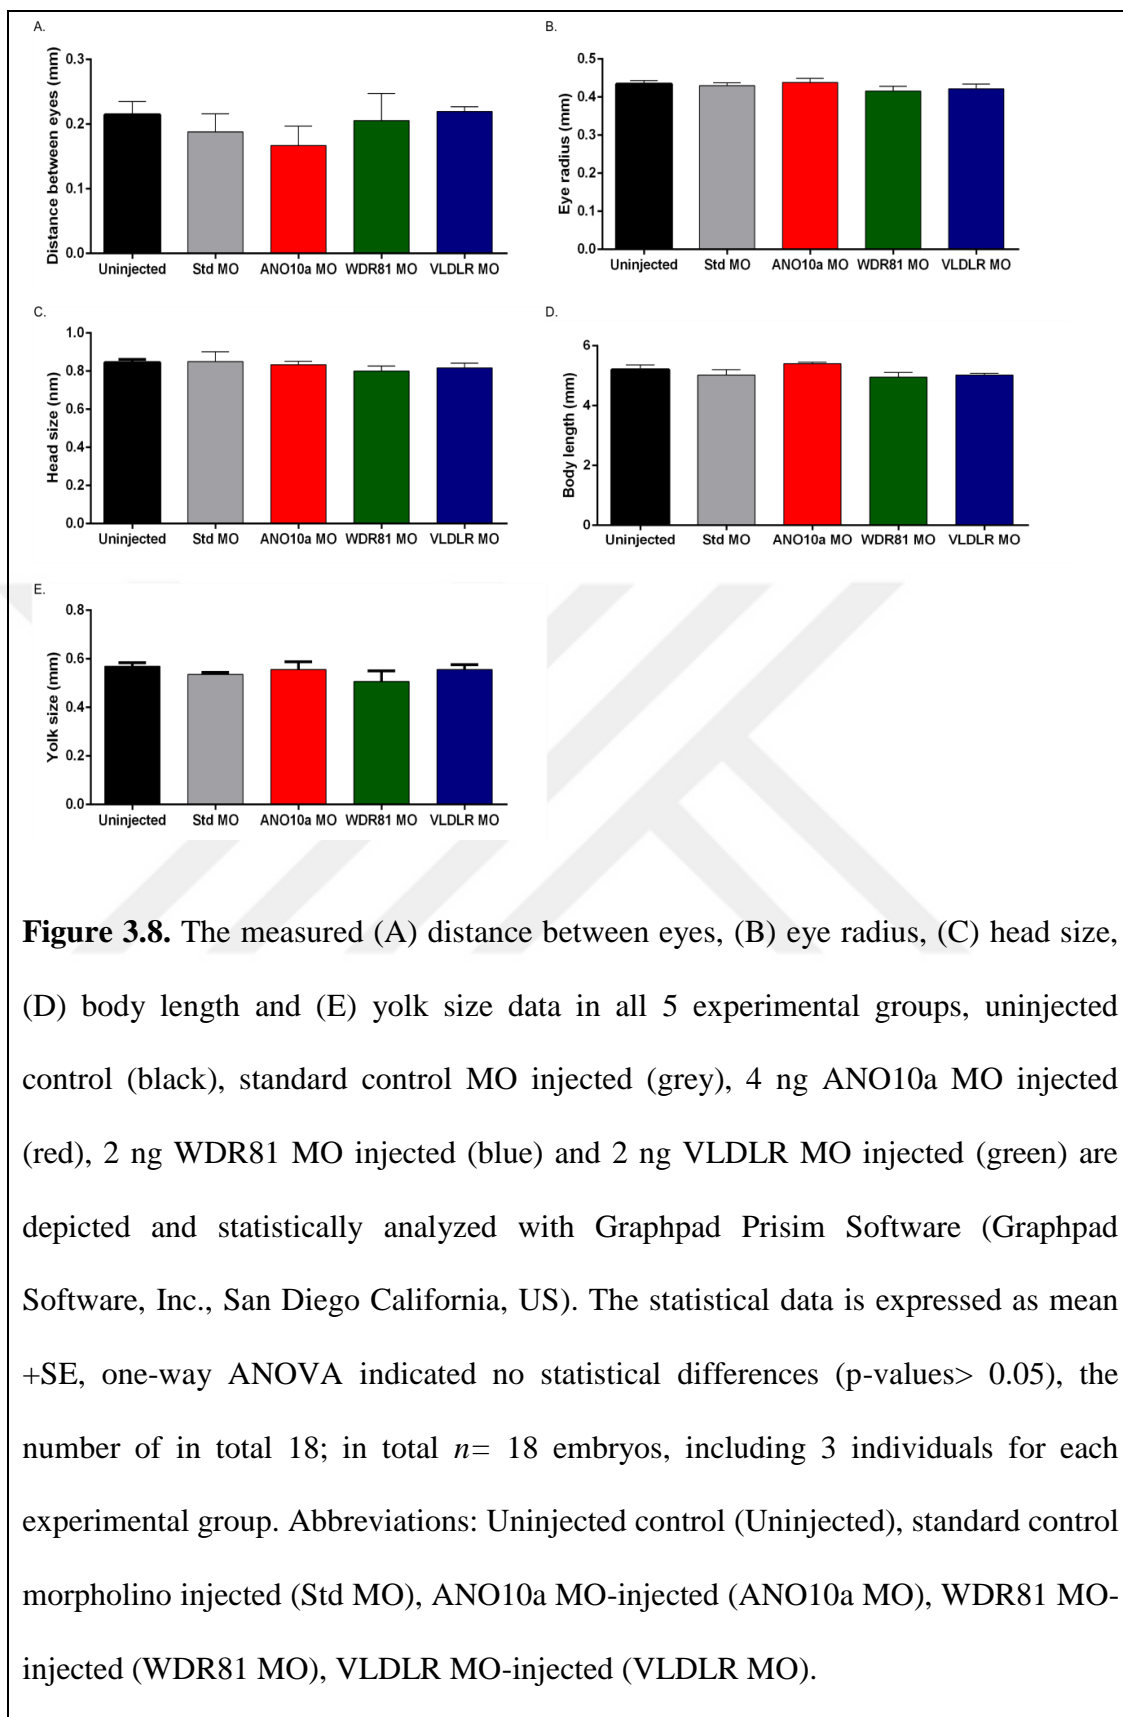 A.
Distance between eyes (mm)
0.3
0.2
0.1
0.0
Uninjected Std MO ANO10a MO WDR81 MO VLDLR MO
B.
Eye radius (mm)
0.5
0.4
0.3
0.2
0.1
0.0
Uninjected Std MO ANO10a MO WDR81 MO VLDLR MO
C.
Head size (mm)
1.0
0.8
0.6
0.4
0.2
0.0
Uninjected Std MO ANO10a MO WDR81 MO VLDLR MO
D.
Body length (mm)
6
4
2
0
Uninjected Std MO ANO10a MO WDR81 MO VLDLR MO
E.
Yolk size (mm)
0.8
0.6
0.4
0.2
0.0
Uninjected Std MO ANO10a MO WDR81 MO VLDLR MO
Figure 3.8. The measured (A) distance between eyes, (B) eye radius, (C) head size,
(D) body length and (E) yolk size data in all 5 experimental groups, uninjected
control (black), standard control MO injected (grey), 4 ng ANO10a MO injected
(red), 2 ng WDR81 MO injected (blue) and 2 ng VLDLR MO injected (green) are
depicted and statistically analyzed with Graphpad Prisim Software (Graphpad
Software, Inc., San Diego California, US). The statistical data is expressed as mean
+SE, one-way ANOVA indicated no statistical differences (p-values> 0.05), the
number of in total 18; in total n= 18 embryos, including 3 individuals for each
experimental group. Abbreviations: Uninjected control (Uninjected), standard control
morpholino injected (Std MO), ANO10a MO-injected (ANO10a MO), WDR81 MO-
injected (WDR81 MO), VLDLR MO-injected (VLDLR MO).